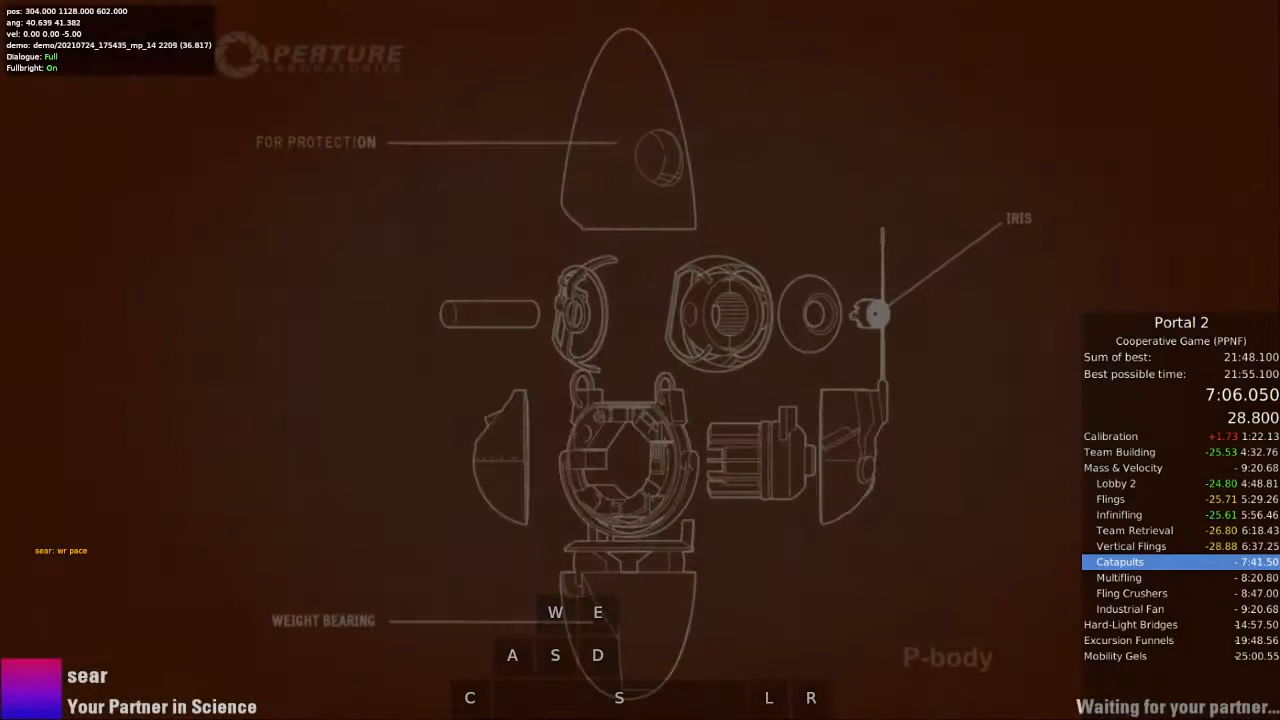 pos: 304.000 1128.000 602.000
ang: 40.639 41.382
vel: 0.00 0.00 -5.00
demo: demo/20210724_175435_mp_14 2209 (36.817)
Dialogue: Full
Fullbright: On
APERTURE
LABORATORIES
FOR PROTECTION
IRIS
Portal 2
Cooperative Game (PPNF)
Sum of best: 21:48.100
Best possible time: 21:55.100
7:06.050
28.800
Calibration +1.73 1:22.13
Team Building -25.53 4:32.76
Mass & Velocity - 9:20.68
Lobby 2 -24.80 4:48.81
Flings -25.71 5:29.26
Infinifling -25.61 5:56.46
Team Retrieval -26.80 6:18.43
Vertical Flings -28.88 6:37.25
Catapults - 7:41.50
Multifling - 8:20.80
Fling Crushers - 8:47.00
Industrial Fan - 9:20.68
Hard-Light Bridges -14:57.50
Excursion Funnels -19:48.56
Mobility Gels -25:00.55
sear: wr pace
WEIGHT BEARING
W E
A S D
C S L R
P-body
sear
Your Partner in Science
Waiting for your partner...